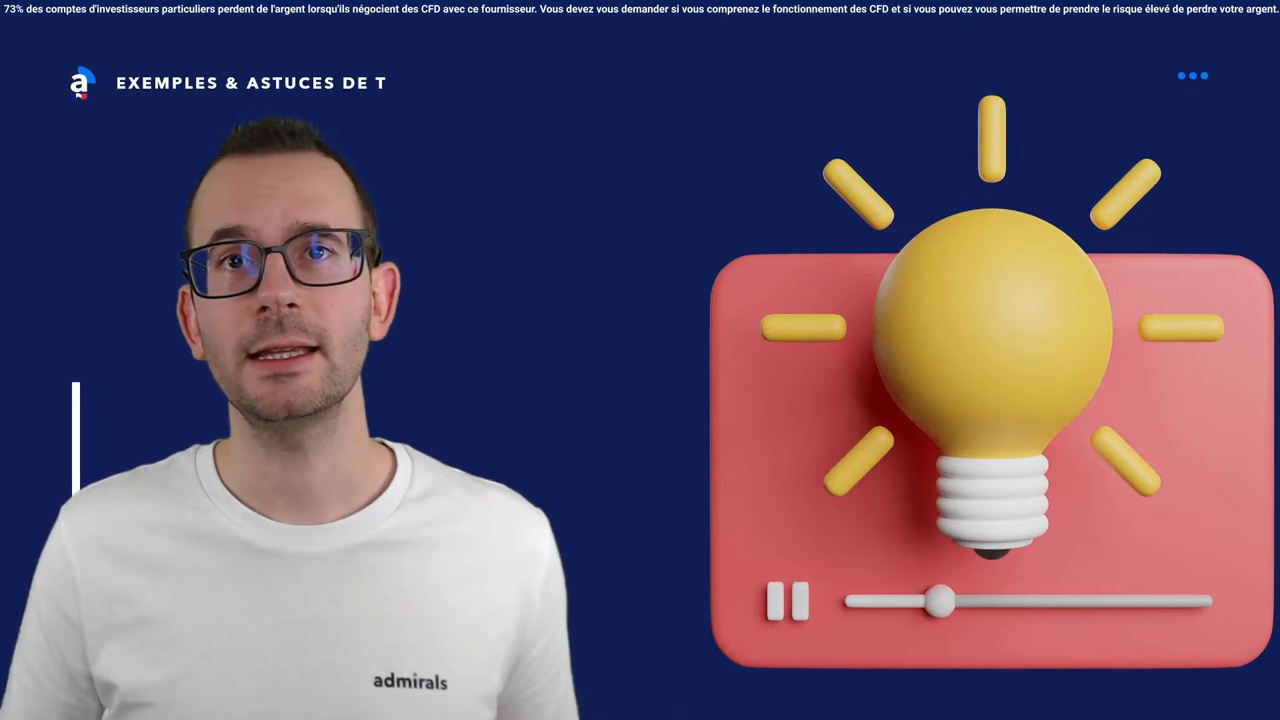 73% des comptes d'investisseurs particuliers perdent de l'argent lorsqu'ils négocient des CFD avec ce fournisseur. Vous devez vous demander si vous comprenez le fonctionnement des CFD et si vous pouvez vous permettre de prendre le risque élevé de perdre votre argent.
a EXEMPLES & ASTUCES DE T
admirals